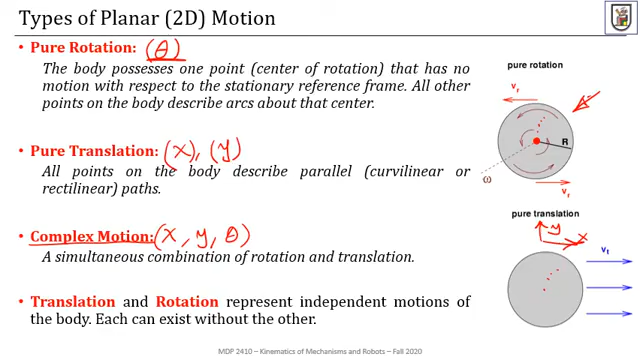 Types of Planar (2D) Motion
• Pure Rotation: (θ)
The body possesses one point (center of rotation) that has no
motion with respect to the stationary reference frame. All other
points on the body describe arcs about that center.
• Pure Translation: (x), (y)
All points on the body describe parallel (curvilinear or
rectilinear) paths.
• Complex Motion: (x, y, θ)
A simultaneous combination of rotation and translation.
• Translation and Rotation represent independent motions of
the body. Each can exist without the other.
pure rotation
vr
R
ω
vr
pure translation
y
x
vt
MDP 2410 – Kinematics of Mechanisms and Robots – Fall 2020